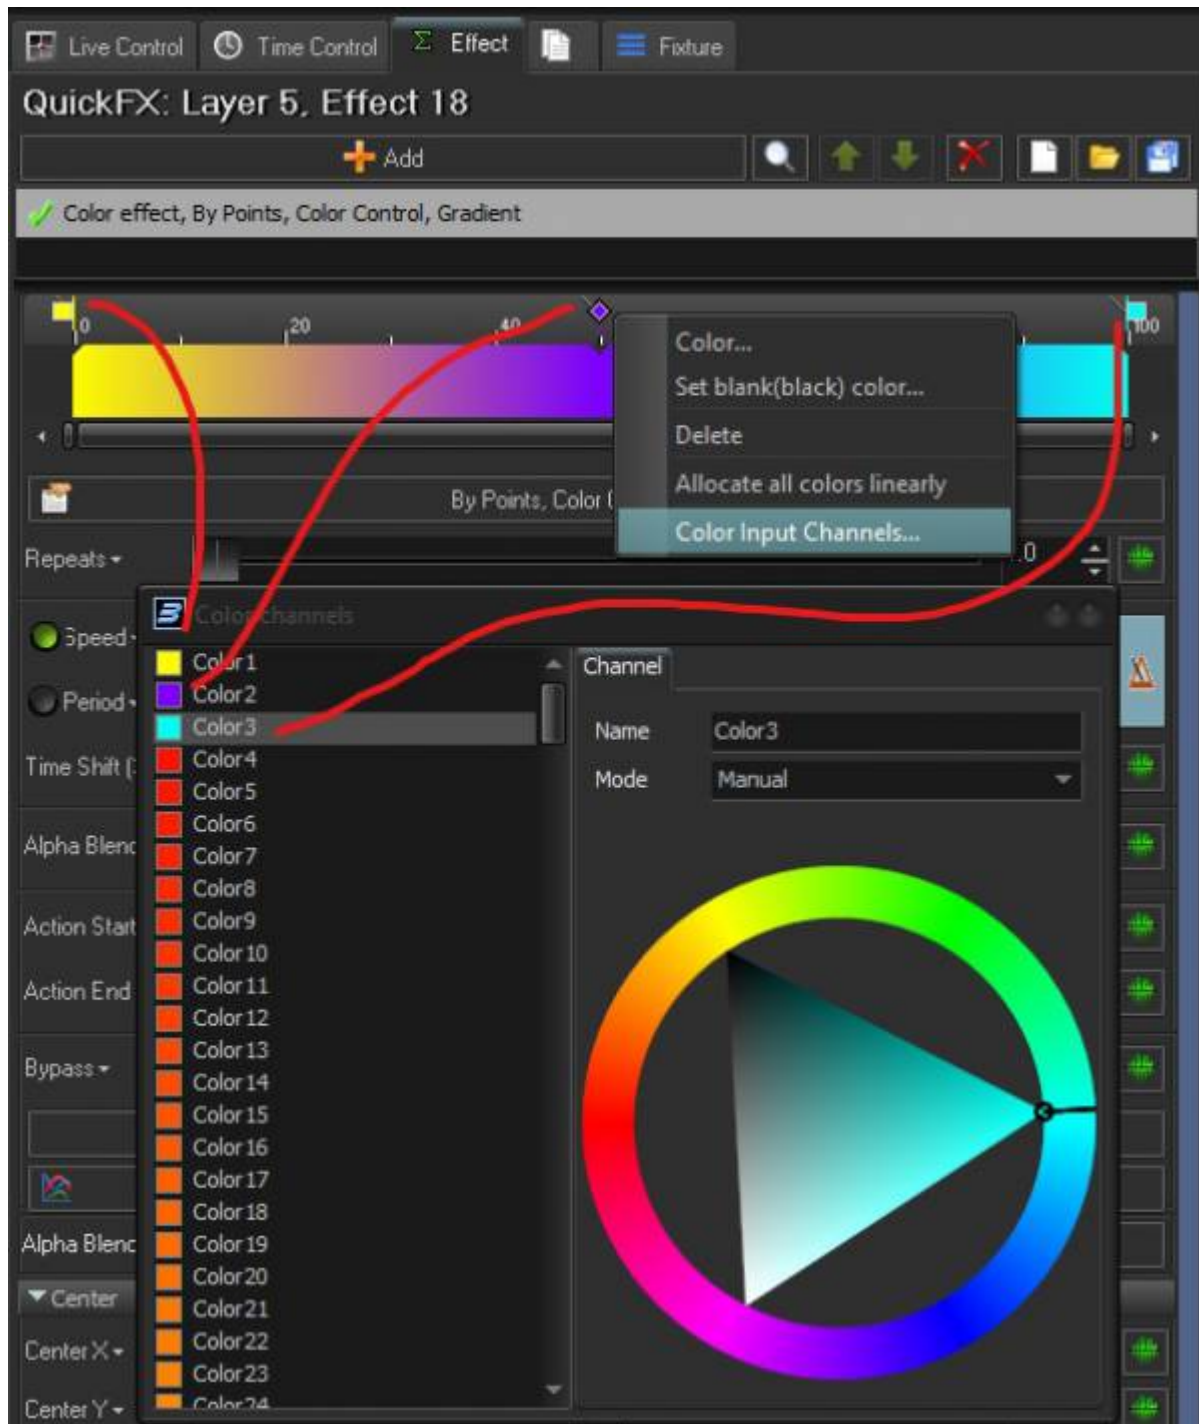 Live Control Time Control Σ Effect Fixture
QuickFX: Layer 5, Effect 18
Add
Color effect, By Points, Color Control, Gradient
0 20 40 100
Color...
Set blank(black) color...
Delete
Allocate all colors linearly
By Points, Color
Color Input Channels...
Repeats
.0
Color Channels
Speed
Color1
Channel
Period
Color2
Color3
Name Color3
Time Shift
Color4
Mode Manual
Color5
Color6
Alpha Blend
Color7
Color8
Color9
Action Start
Color10
Color11
Action End
Color12
Color13
Bypass
Color14
Color15
Color16
Color17
Color18
Alpha Blend
Color19
Color20
Center
Color21
Color22
Center X
Color23
Color24
Center Y